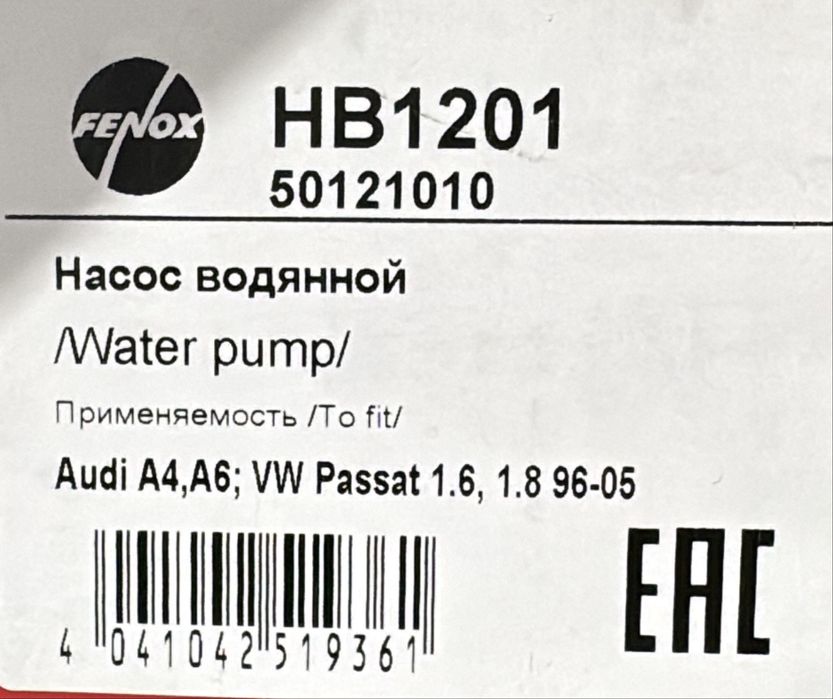 FENOX
HB1201
50121010
Насос водянной
/Water pump/
Применяемость /To fit/
Audi A4,A6; VW Passat 1.6, 1.8 96-05
4 041042 519361
EAC